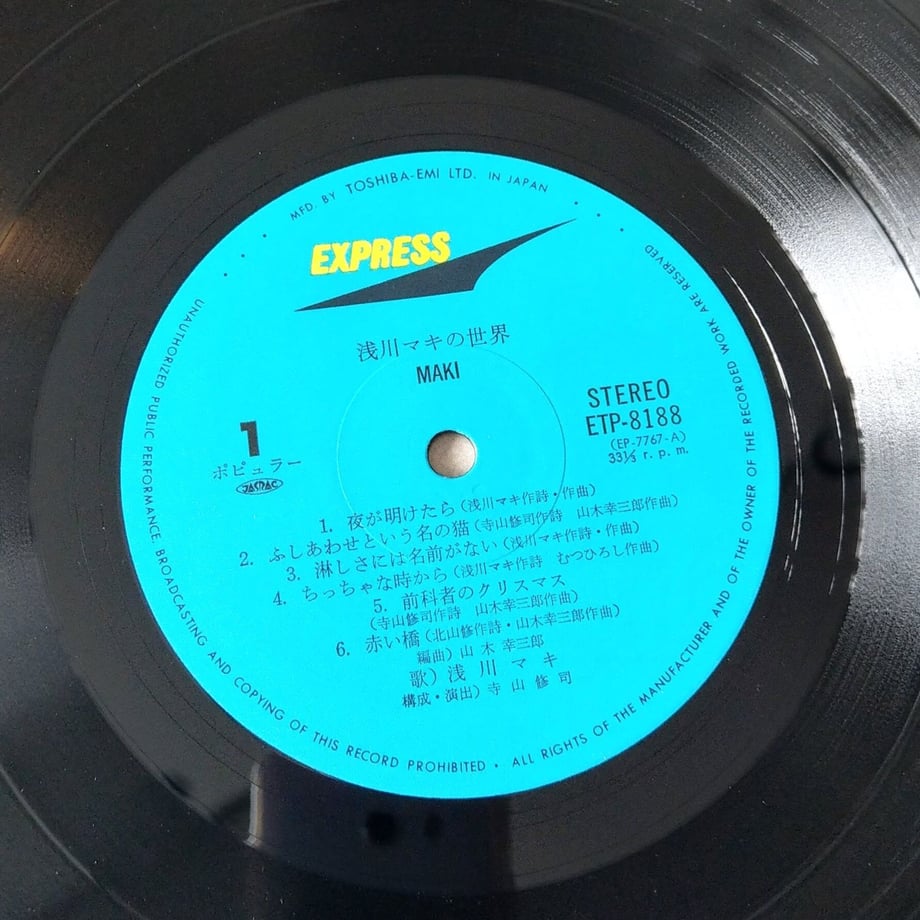 MFD. BY TOSHIBA-EMI LTD. IN JAPAN
EXPRESS
浅川マキの世界
MAKI
STEREO
ETP-8188
(EP-7767-A)
33⅓ r.p.m.
1
ポピュラー
JASRAC
1. 夜が明けたら(浅川マキ作詩・作曲)
2. ふしあわせという名の猫(寺山修司作詩 山木幸三郎作曲)
3. 淋しさには名前がない(浅川マキ作詩・作曲)
4. ちっちゃな時から(浅川マキ作詩 むつひろし作曲)
5. 前科者のクリスマス
(寺山修司作詩 山木幸三郎作曲)
6. 赤い橋(北山修作詩・山木幸三郎作曲)
編曲)山木幸三郎
歌)浅川マキ
構成・演出)寺山修司
UNAUTHORIZED PUBLIC PERFORMANCE, BROADCASTING AND COPYING OF THIS RECORD PROHIBITED · ALL RIGHTS OF THE MANUFACTURER AND OF THE OWNER OF THE RECORDED WORK ARE RESERVED